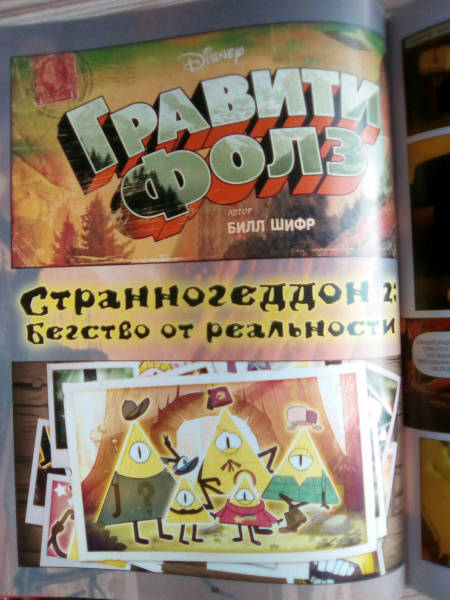 Disney
ГРАВИТИ
ФОЛЗ
АВТОР
БИЛЛ ШИФР
Странногеддон 2:
Бегство от реальности